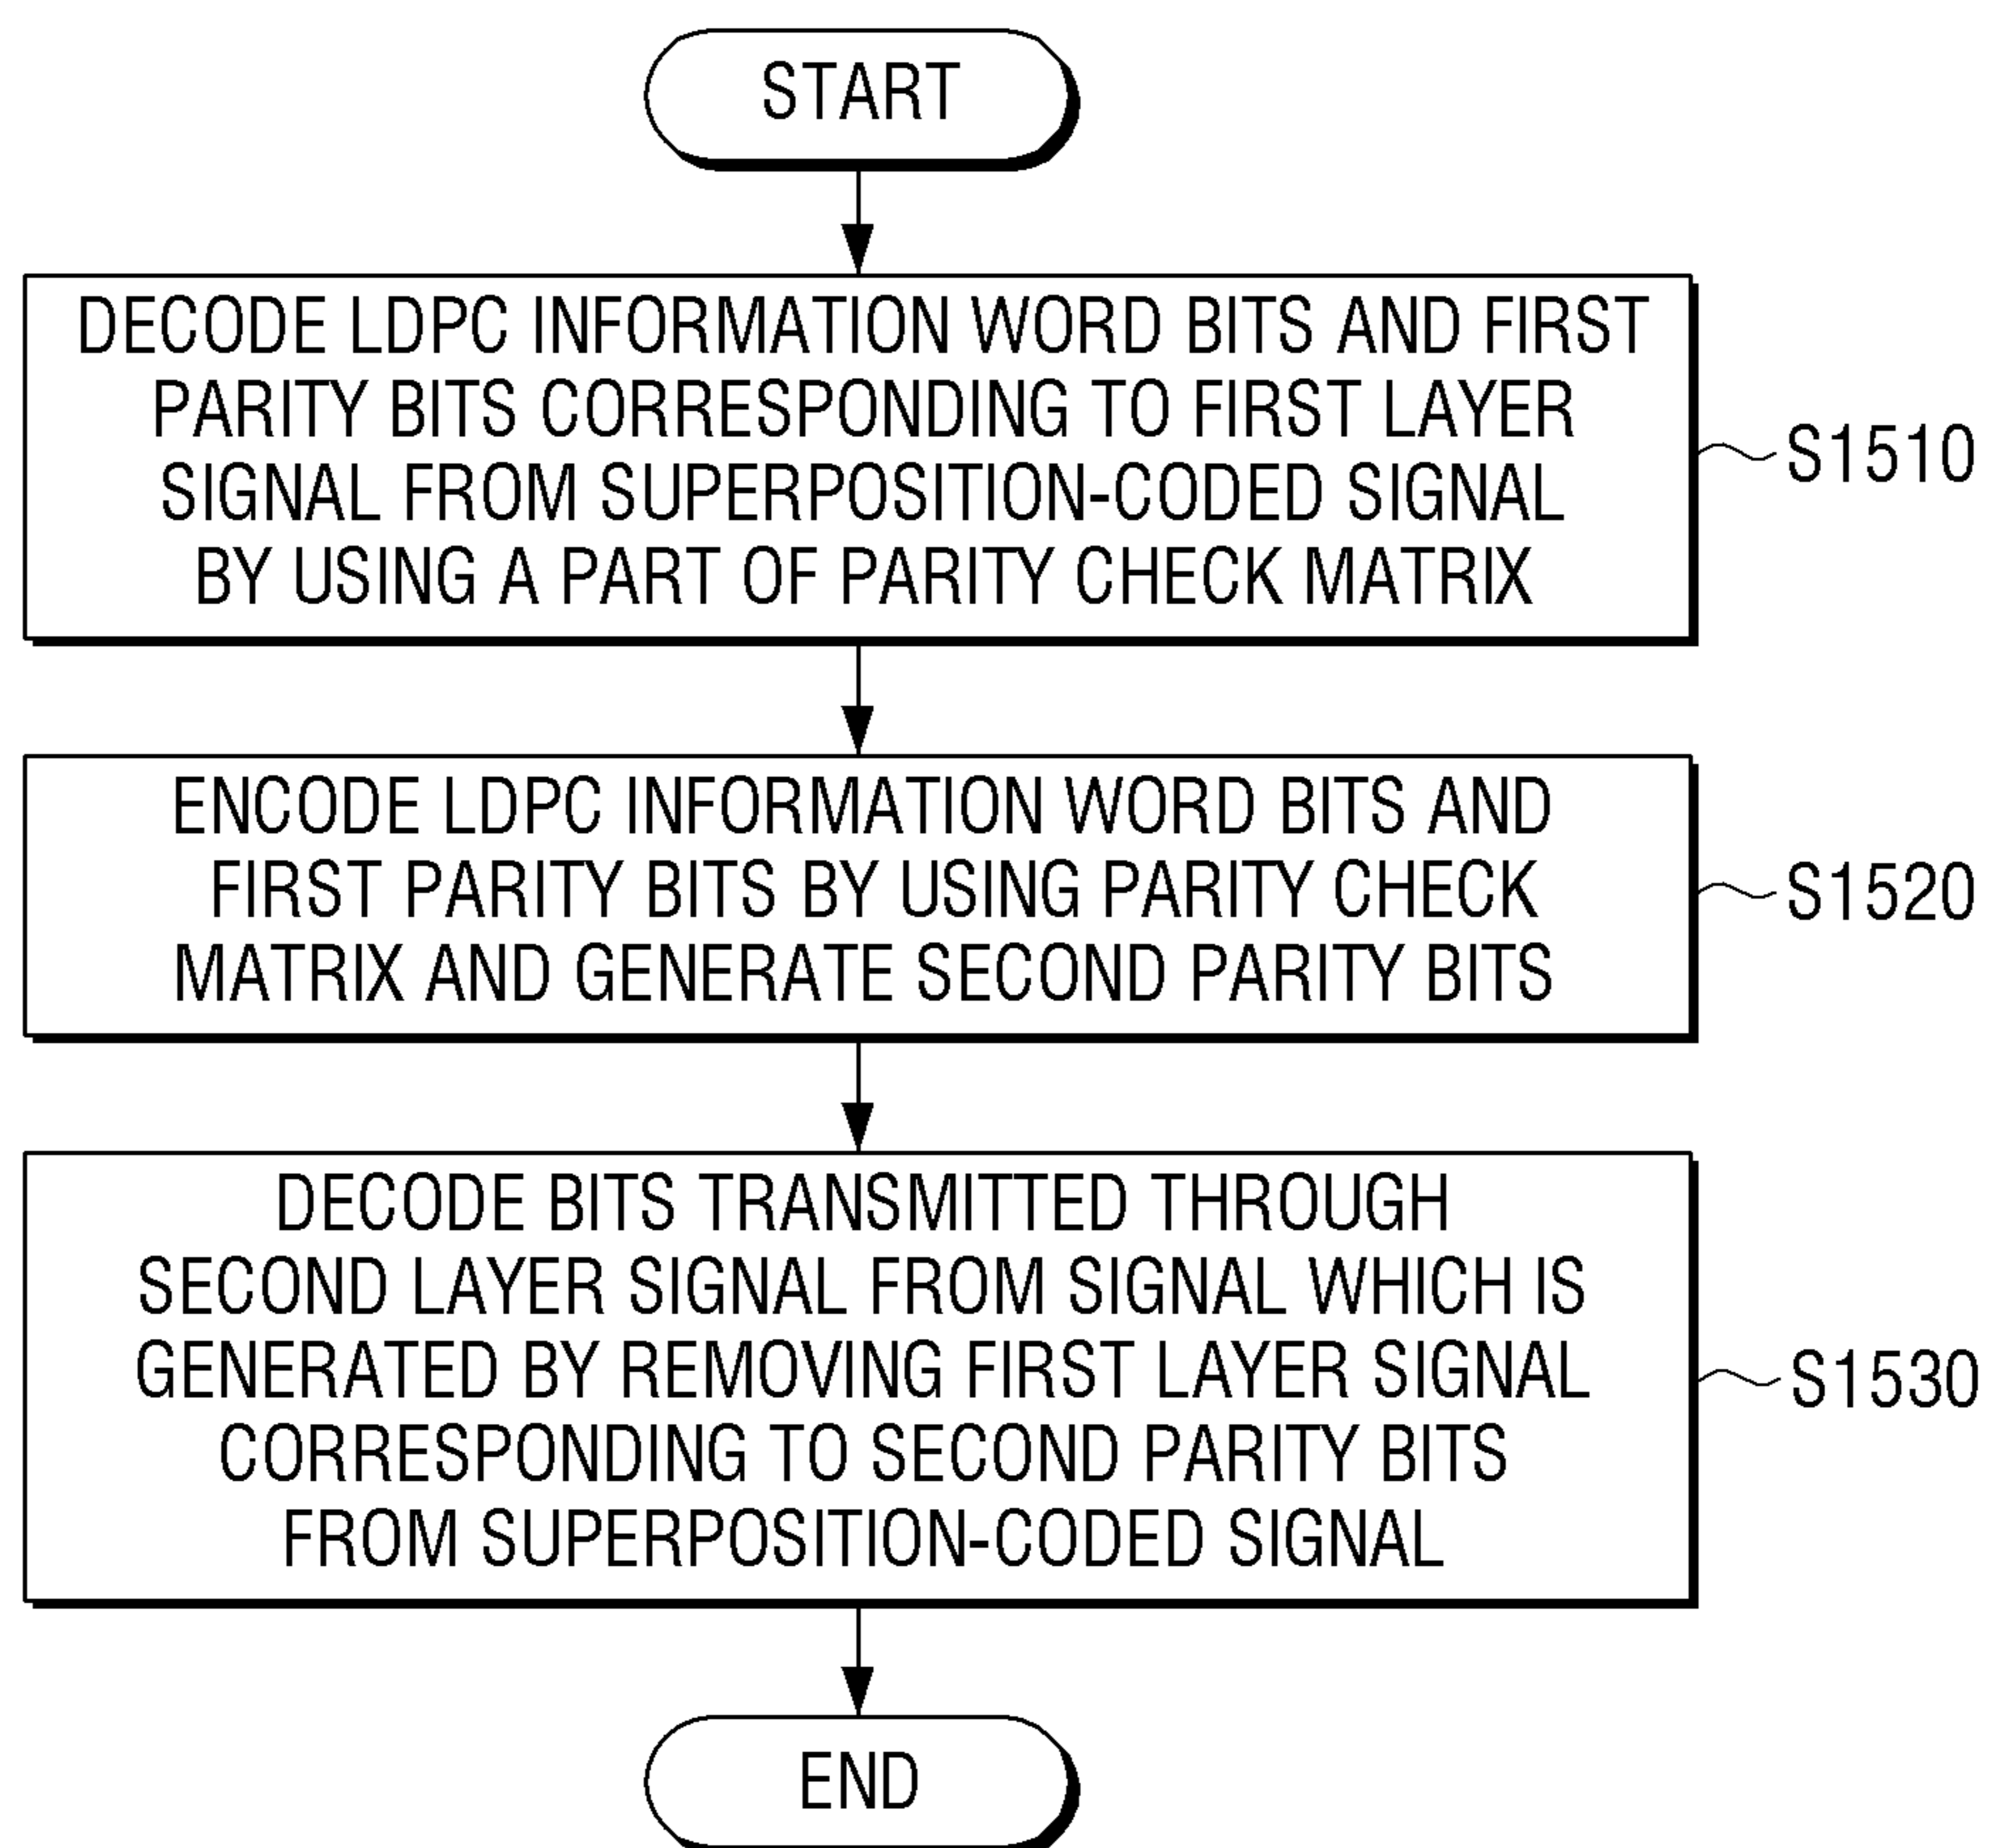 START
DECODE LDPC INFORMATION WORD BITS AND FIRST
PARITY BITS CORRESPONDING TO FIRST LAYER
SIGNAL FROM SUPERPOSITION-CODED SIGNAL
BY USING A PART OF PARITY CHECK MATRIX
S1510
ENCODE LDPC INFORMATION WORD BITS AND
FIRST PARITY BITS BY USING PARITY CHECK
MATRIX AND GENERATE SECOND PARITY BITS
S1520
DECODE BITS TRANSMITTED THROUGH
SECOND LAYER SIGNAL FROM SIGNAL WHICH IS
GENERATED BY REMOVING FIRST LAYER SIGNAL
CORRESPONDING TO SECOND PARITY BITS
FROM SUPERPOSITION-CODED SIGNAL
S1530
END